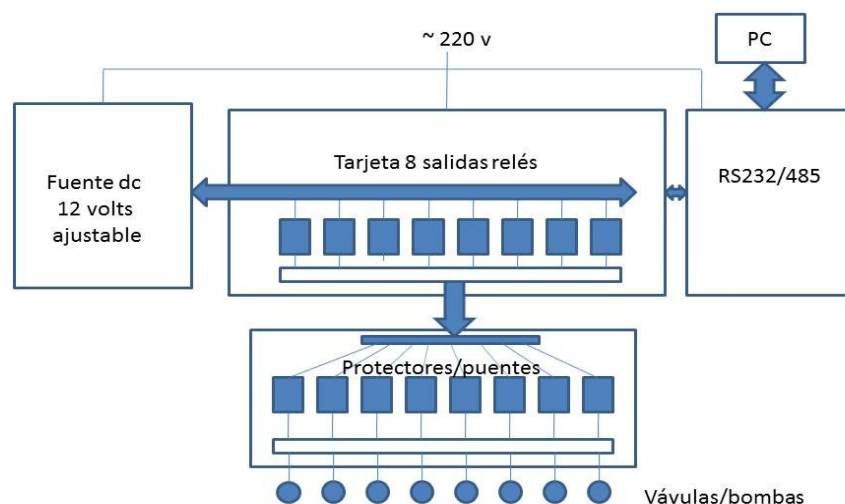 ~ 220 v
PC
Tarjeta 8 salidas relés
RS232/485
Fuente dc
12 volts
ajustable
Protectores/puentes
Vávulas/bombas